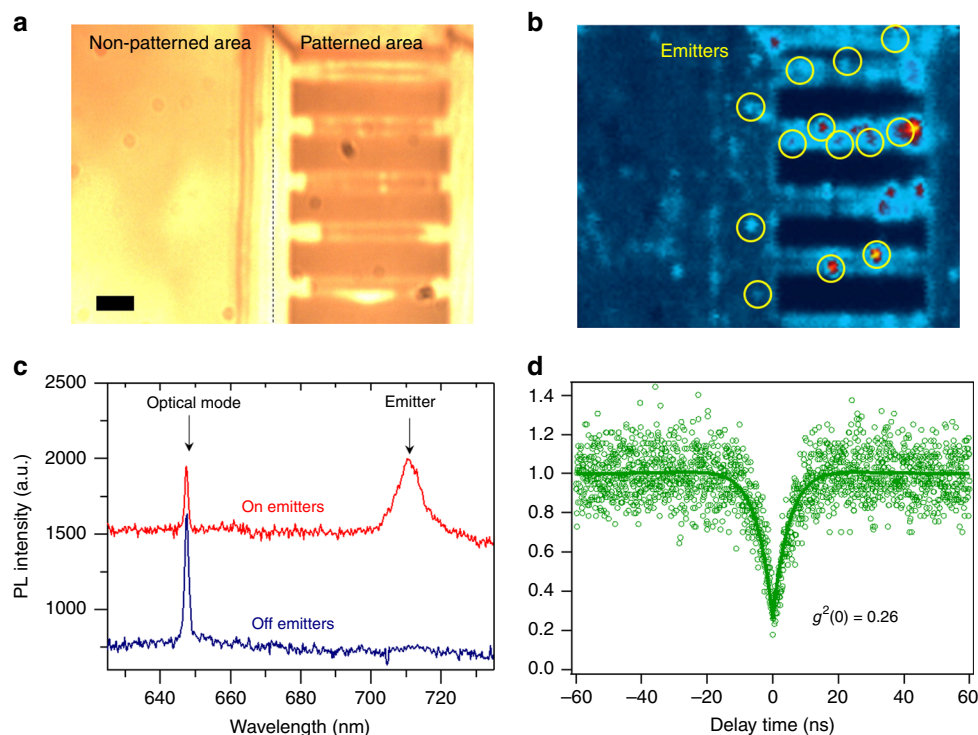 a
Non-patterned area
Patterned area
b
Emitters
c
2500
2000
1500
1000
PL intensity (a.u.)
Optical mode
Emitter
On emitters
Off emitters
640
660
680
700
720
Wavelength (nm)
d
1.4
1.2
1.0
0.8
0.6
0.4
0.2
0.0
g²(0) = 0.26
–60
–40
–20
0
20
40
60
Delay time (ns)